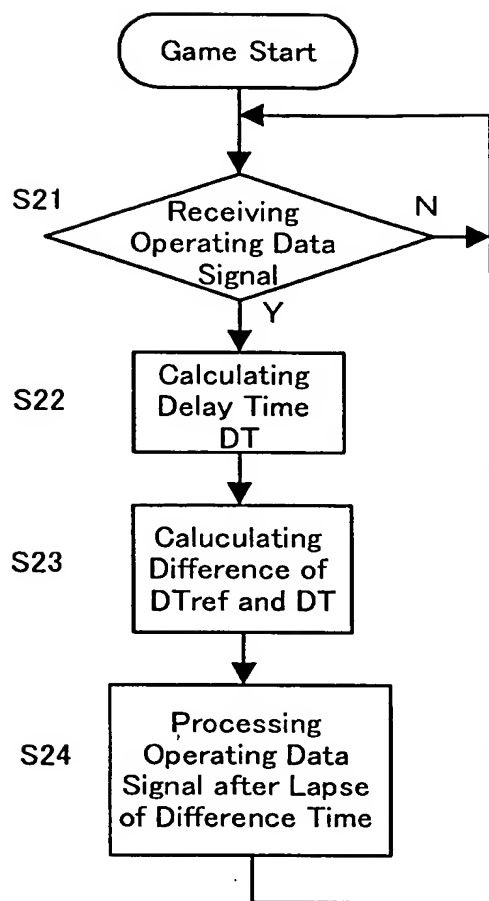 Game Start
S21
Receiving
N
Operating Data
Signal
Y
S22
Calculating
Delay Time
DT
S23
Caluculating
Difference of
DTref and DT
S24
Processing
Operating Data
Signal after Lapse
of Difference Time